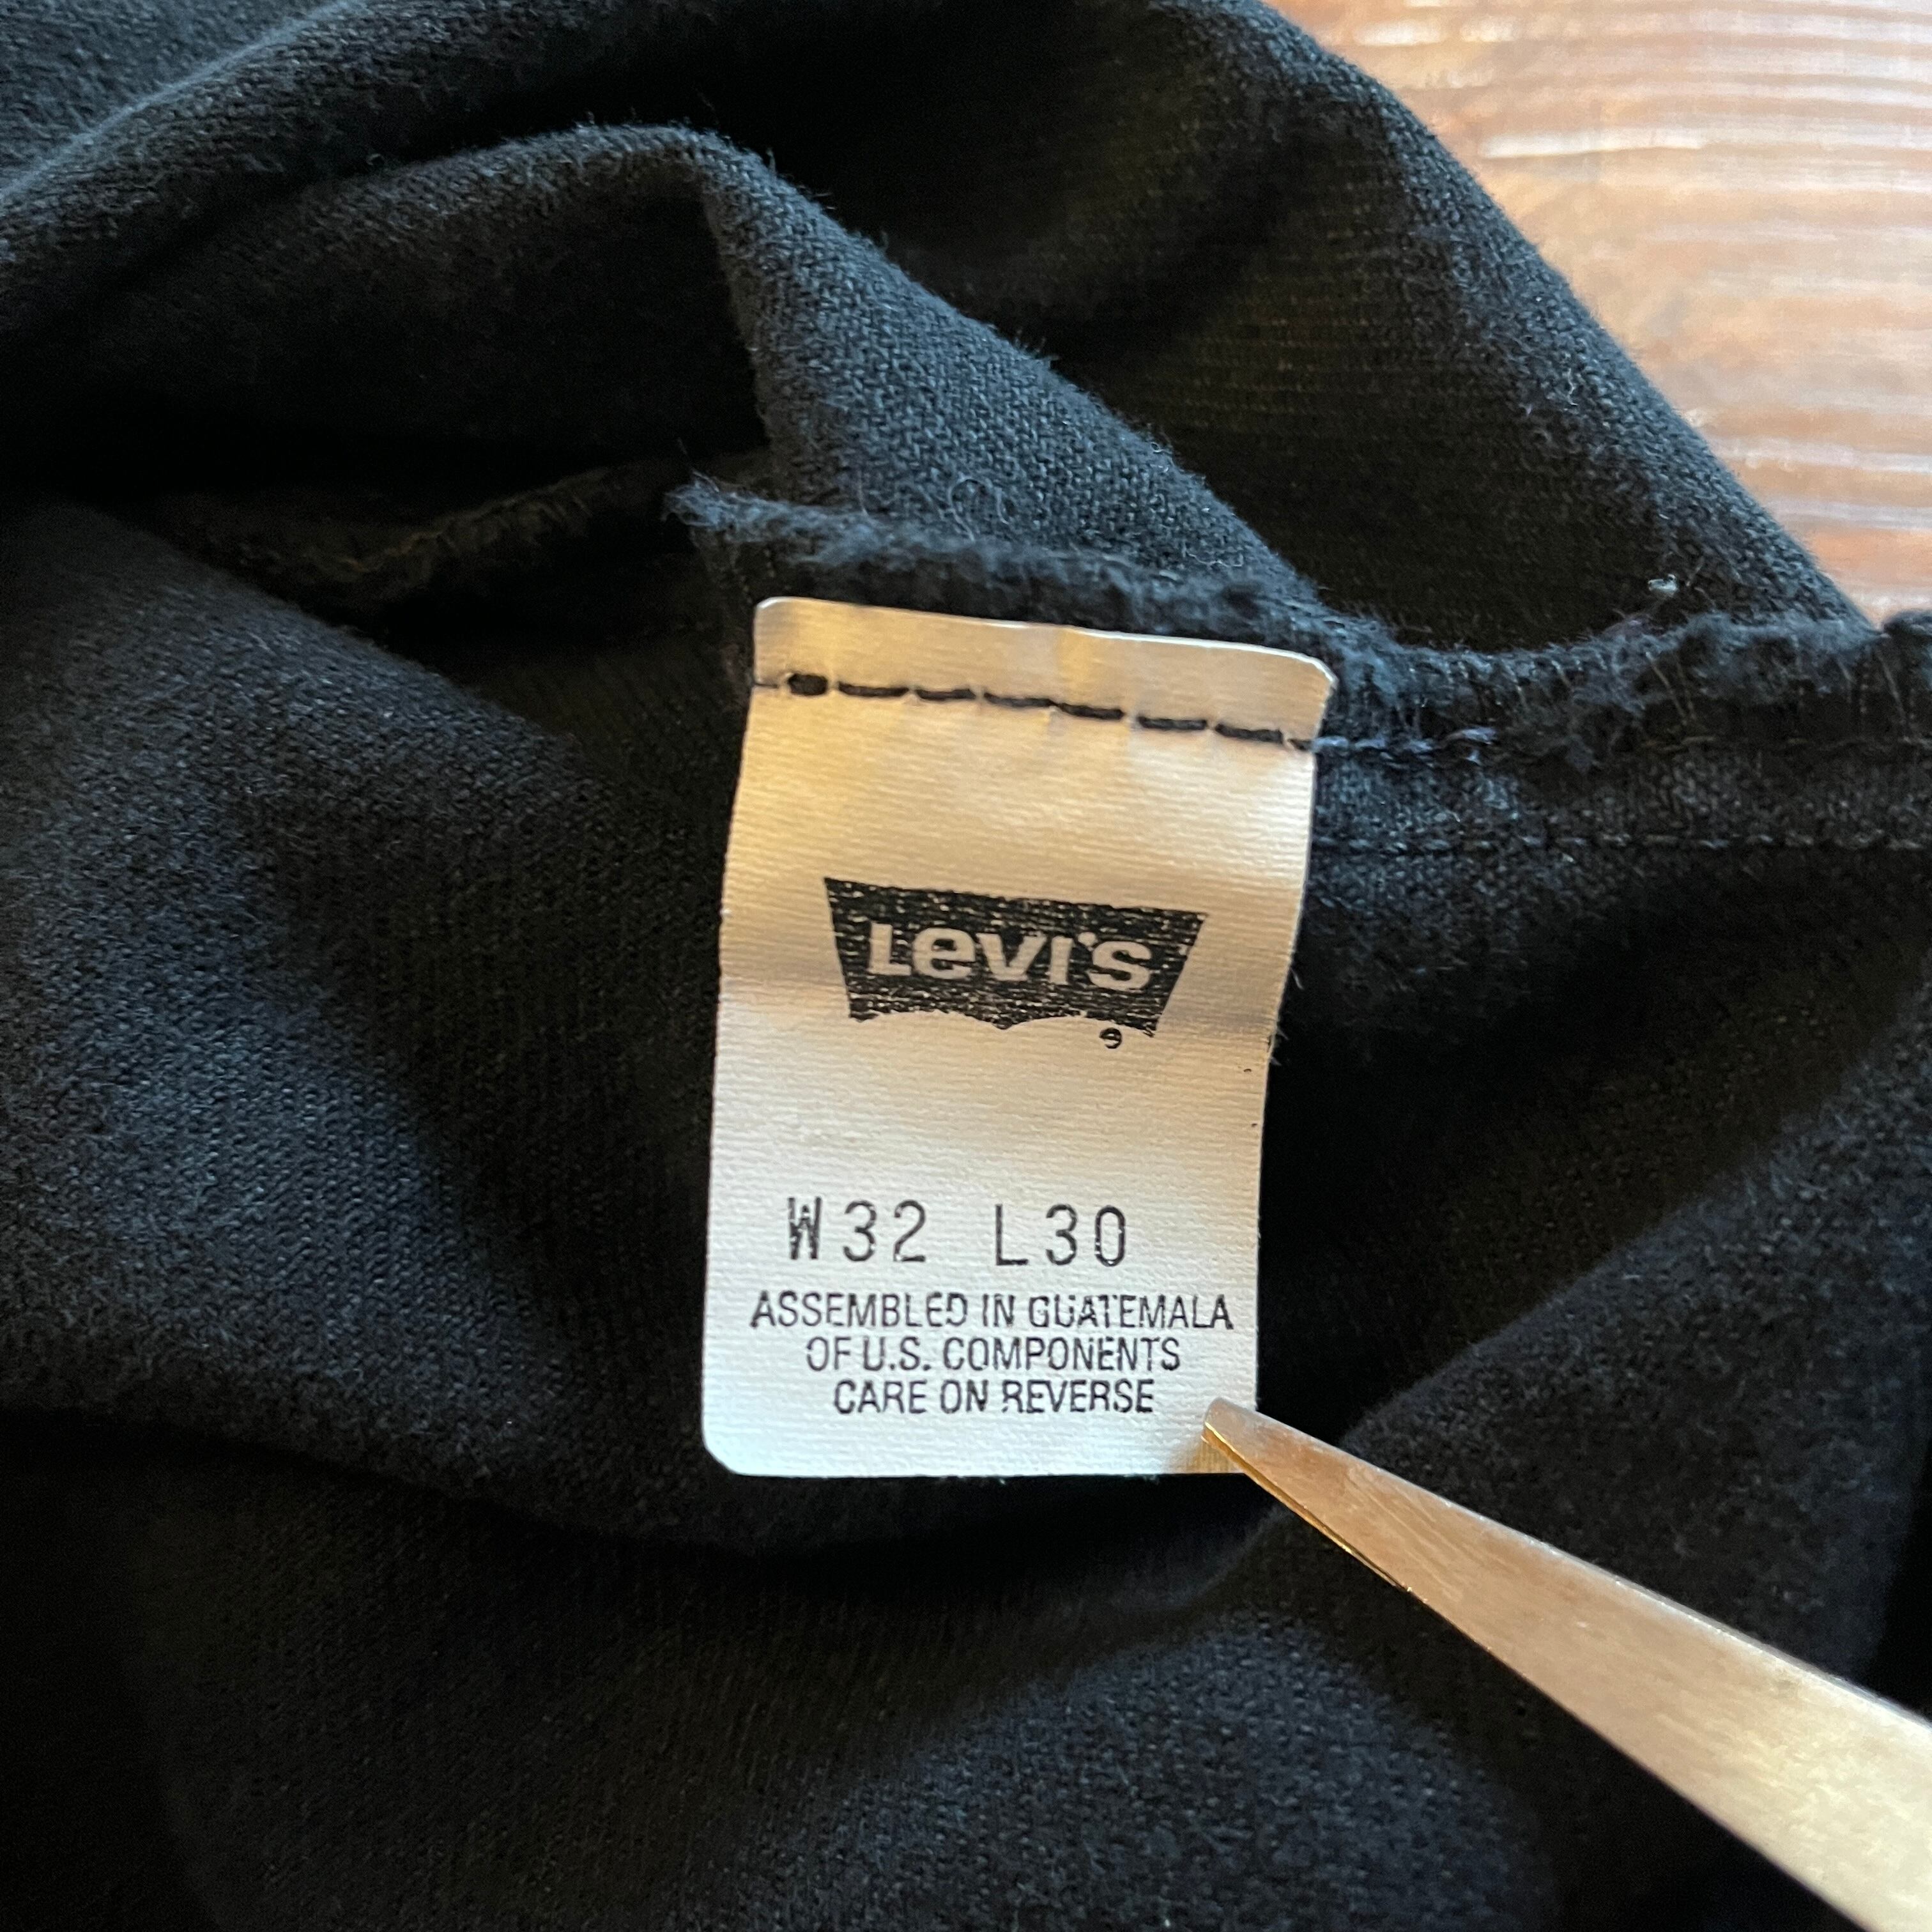 Levi's
W32 L30
ASSEMBLED IN GUATEMALA
OF U.S. COMPONENTS
CARE ON REVERSE